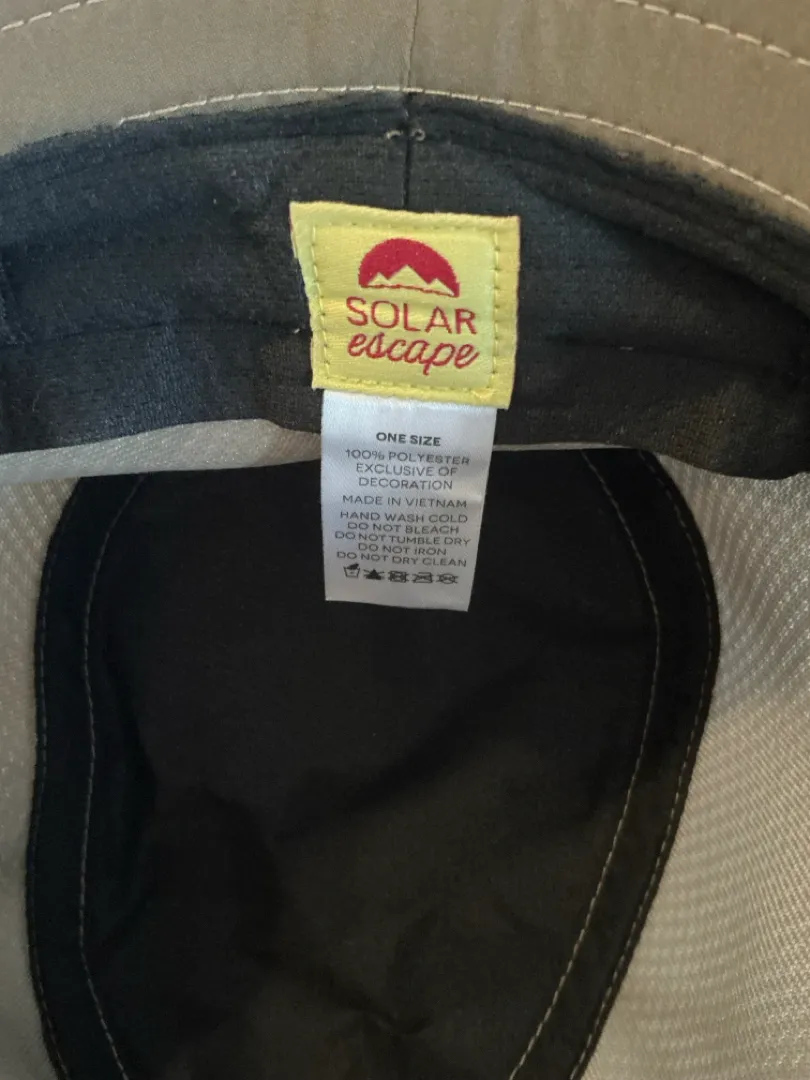 SOLAR
escape
ONE SIZE
100% POLYESTER
EXCLUSIVE OF
DECORATION
MADE IN VIETNAM
HAND WASH COLD
DO NOT BLEACH
DO NOT TUMBLE DRY
DO NOT IRON
DO NOT DRY CLEAN